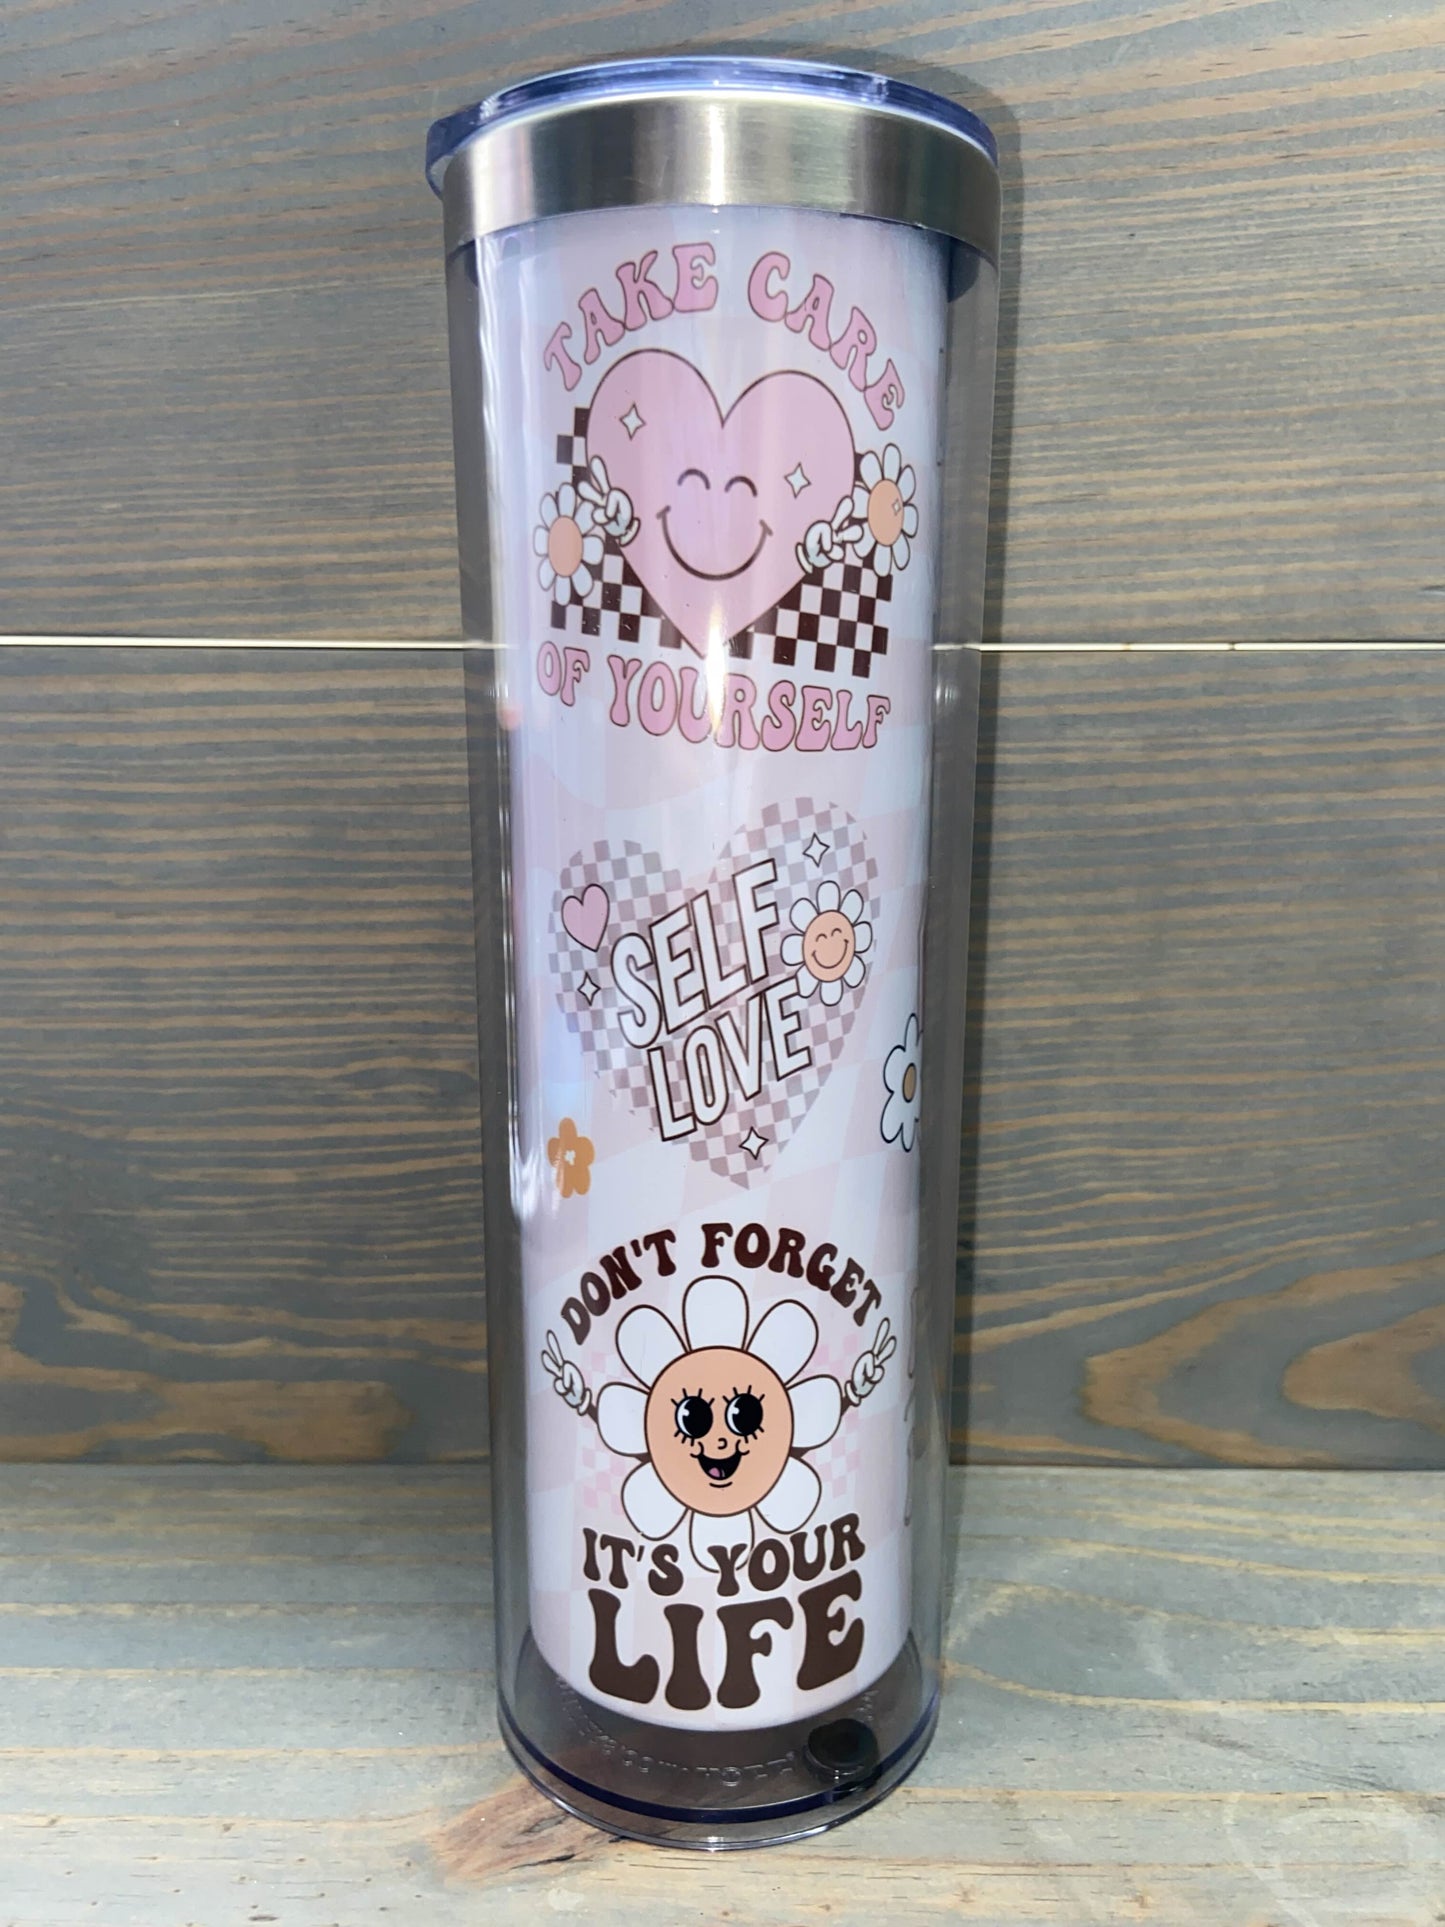 TAKE CARE
OF YOURSELF
SELF
LOVE
DON'T FORGET
IT'S YOUR
LIFE